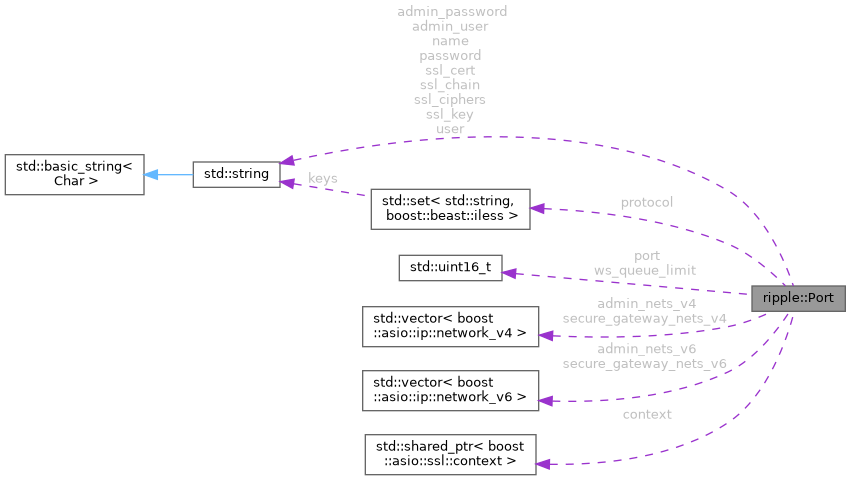 admin_password
admin_user
name
password
ssl_cert
ssl_chain
ssl_ciphers
ssl_key
user
std::basic_string<
Char >
std::string
keys
std::set< std::string,
boost::beast::iless >
protocol
std::uint16_t
port
ws_queue_limit
ripple::Port
std::vector< boost
::asio::ip::network_v4 >
admin_nets_v4
secure_gateway_nets_v4
admin_nets_v6
secure_gateway_nets_v6
std::vector< boost
::asio::ip::network_v6 >
context
std::shared_ptr< boost
::asio::ssl::context >